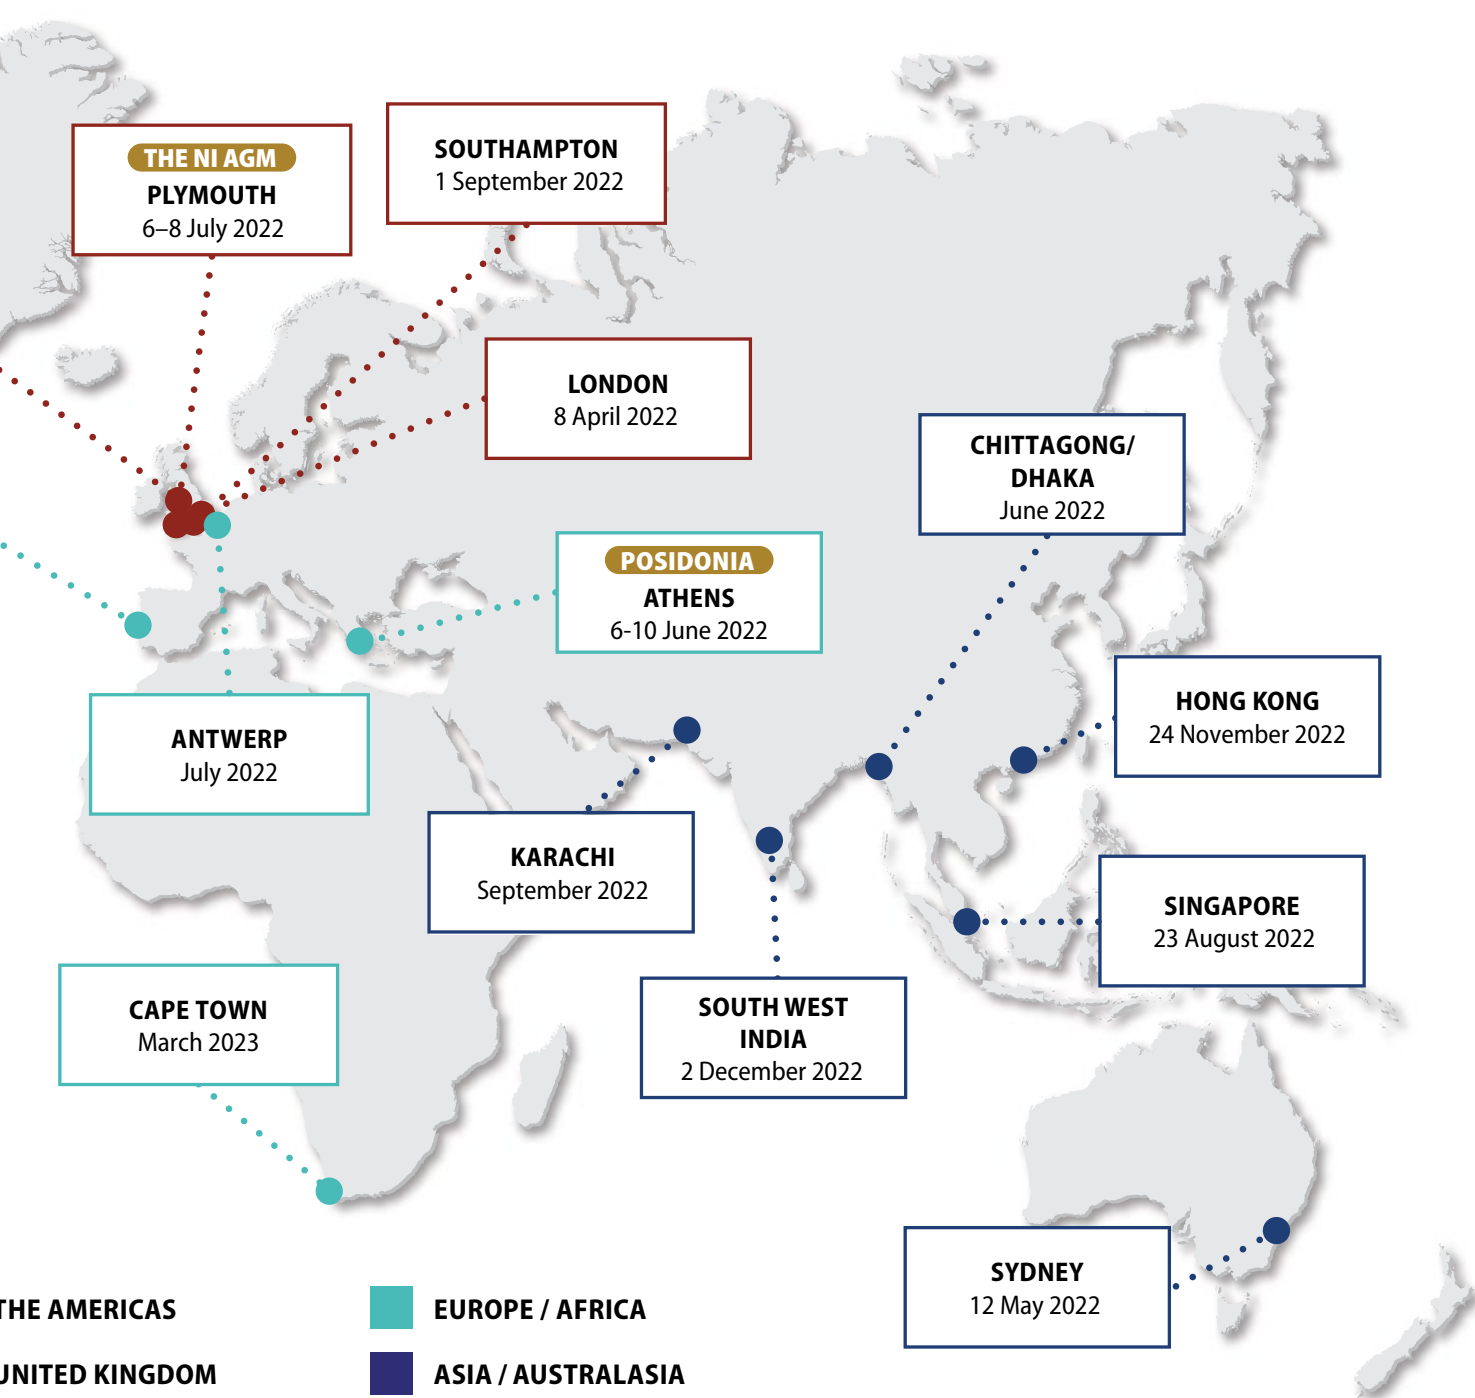 THE NI AGM
PLYMOUTH
6–8 July 2022
SOUTHAMPTON
1 September 2022
LONDON
8 April 2022
CHITTAGONG/
DHAKA
June 2022
POSIDONIA
ATHENS
6-10 June 2022
ANTWERP
July 2022
HONG KONG
24 November 2022
KARACHI
September 2022
SINGAPORE
23 August 2022
CAPE TOWN
March 2023
SOUTH WEST
INDIA
2 December 2022
SYDNEY
12 May 2022
THE AMERICAS
EUROPE / AFRICA
UNITED KINGDOM
ASIA / AUSTRALASIA